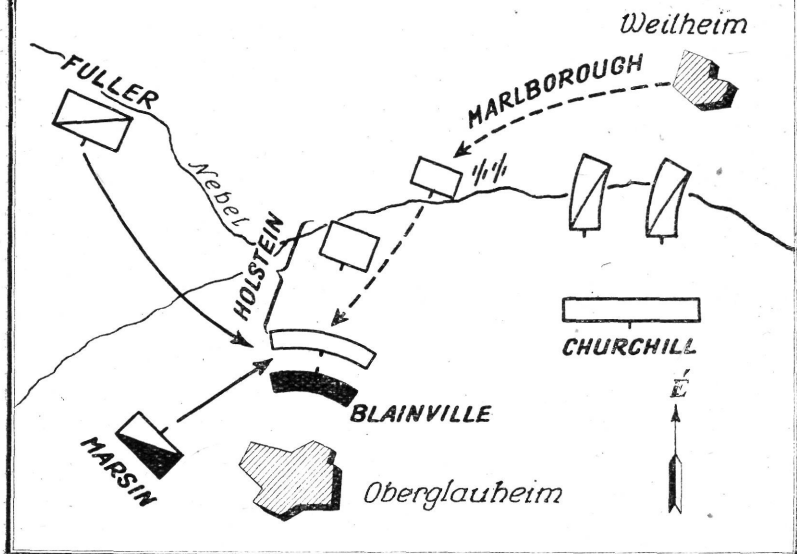 Weilheim
FULLER
MARLBOROUGH
Nebel
HOLSTEIN
CHURCHILL
É
BLAINVILLE
MARSIN
Oberglauheim